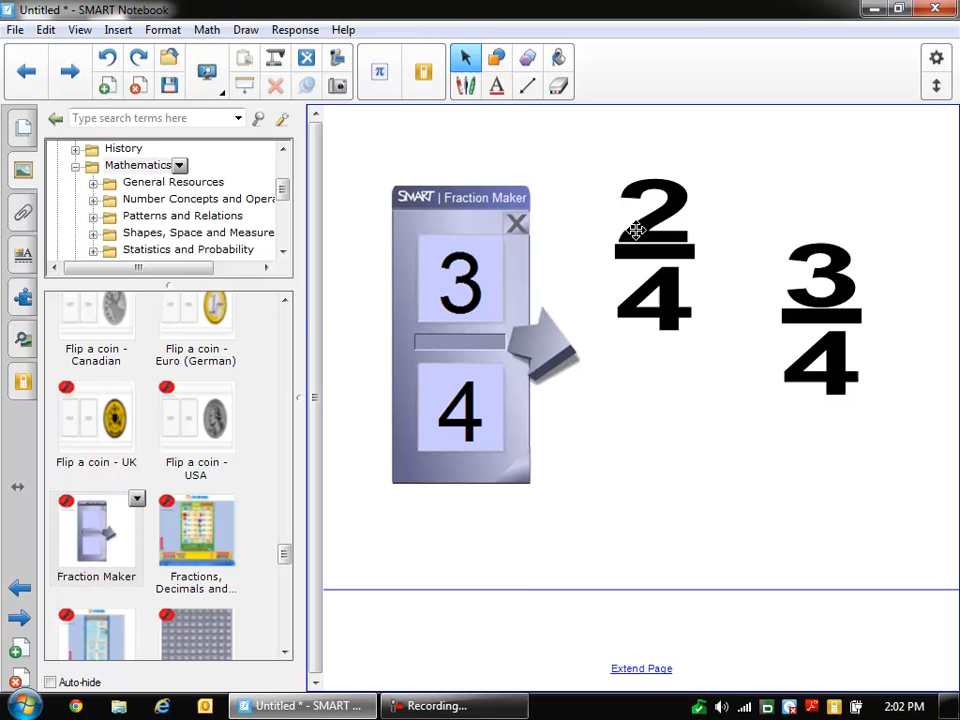 Untitled * - SMART Notebook
File Edit View Insert Format Math Draw Response Help
Type search terms here
History
Mathematics
General Resources
Number Concepts and Opera
Patterns and Relations
Shapes, Space and Measure
Statistics and Probability
Flip a coin - Canadian
Flip a coin - Euro (German)
Flip a coin - UK
Flip a coin - USA
Fraction Maker
Fractions, Decimals and...
Auto-hide
SMART | Fraction Maker
X
3
4
2
4
3
4
Extend Page
Untitled * - SMART ...
Recording...
2:02 PM